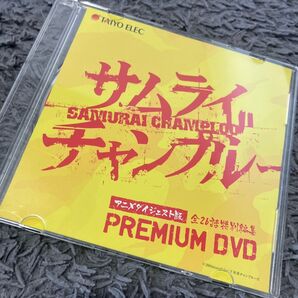 TAIYO ELEC
サムライ
SAMURAI CHAMPLOO
チャンプルー
アニメダイジェスト版
全26話特別編集
PREMIUM DVD